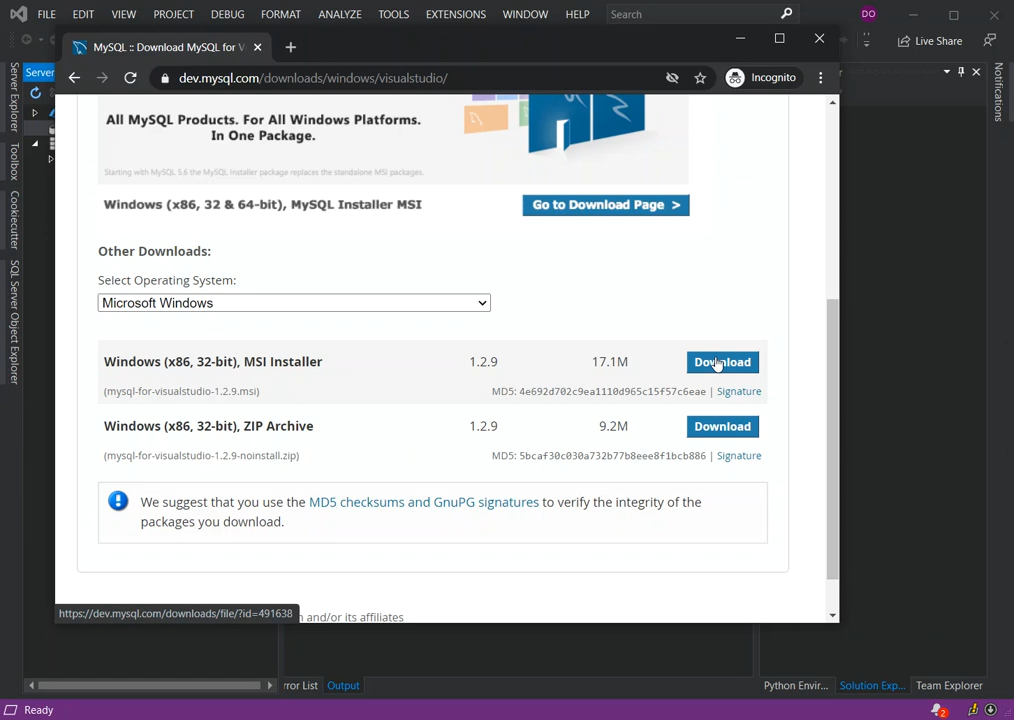 FILE EDIT VIEW PROJECT DEBUG FORMAT ANALYZE TOOLS EXTENSIONS WINDOW HELP Search DO
MySQL :: Download MySQL for V
Live Share
dev.mysql.com/downloads/windows/visualstudio/ Incognito
Server
Server Explorer
Toolbox
Cookiecutter
SQL Server Object Explorer
Notifications
All MySQL Products. For All Windows Platforms.
In One Package.
Starting with MySQL 5.6 the MySQL Installer package replaces the standalone MSI packages.
Windows (x86, 32 & 64-bit), MySQL Installer MSI Go to Download Page >
Other Downloads:
Select Operating System:
Microsoft Windows
Windows (x86, 32-bit), MSI Installer 1.2.9 17.1M Download
(mysql-for-visualstudio-1.2.9.msi) MD5: 4e692d702c9ea1110d965c15f57c6eae | Signature
Windows (x86, 32-bit), ZIP Archive 1.2.9 9.2M Download
(mysql-for-visualstudio-1.2.9-noinstall.zip) MD5: 5bcaf30c030a732b77b8eee8f1bcb886 | Signature
We suggest that you use the MD5 checksums and GnuPG signatures to verify the integrity of the
packages you download.
https://dev.mysql.com/downloads/file/?id=491638 and/or its affiliates
rror List Output Python Envir... Solution Exp... Team Explorer
Ready 2